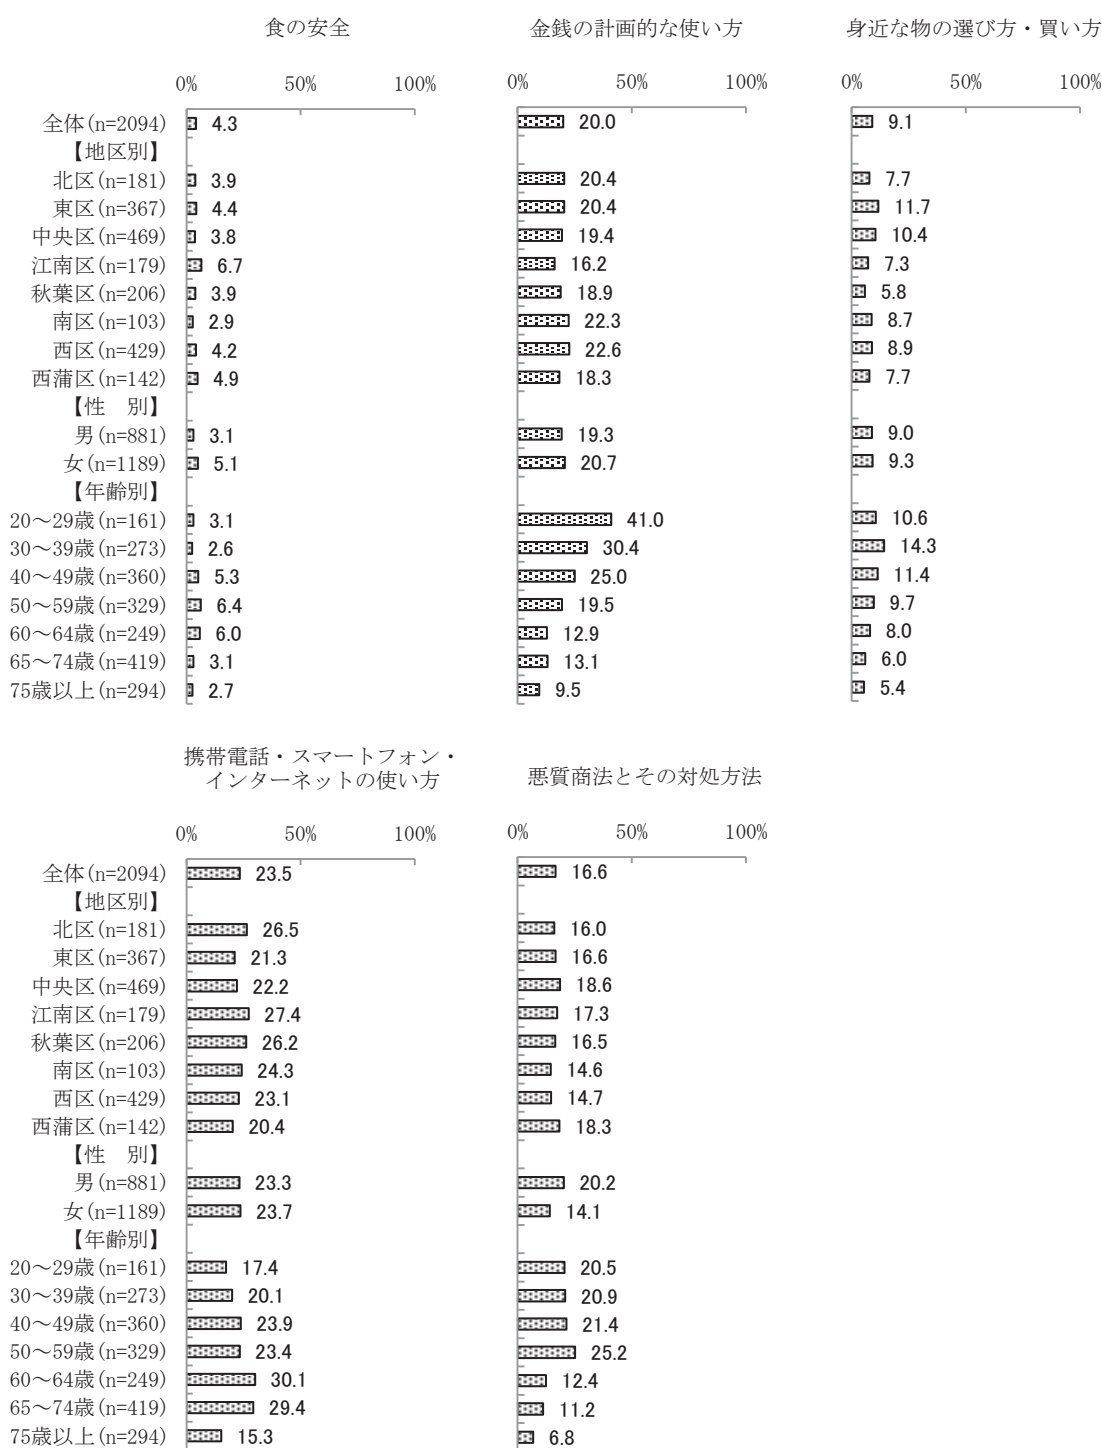 食の安全 金銭の計画的な使い方 身近な物の選び方・買い方
0% 50% 100% 0% 50% 100% 0% 50% 100%
全体(n=2094) 4.3 20.0 9.1
【地区別】
北区(n=181) 3.9 20.4 7.7
東区(n=367) 4.4 20.4 11.7
中央区(n=469) 3.8 19.4 10.4
江南区(n=179) 6.7 16.2 7.3
秋葉区(n=206) 3.9 18.9 5.8
南区(n=103) 2.9 22.3 8.7
西区(n=429) 4.2 22.6 8.9
西蒲区(n=142) 4.9 18.3 7.7
【性　別】
男(n=881) 3.1 19.3 9.0
女(n=1189) 5.1 20.7 9.3
【年齢別】
20～29歳(n=161) 3.1 41.0 10.6
30～39歳(n=273) 2.6 30.4 14.3
40～49歳(n=360) 5.3 25.0 11.4
50～59歳(n=329) 6.4 19.5 9.7
60～64歳(n=249) 6.0 12.9 8.0
65～74歳(n=419) 3.1 13.1 6.0
75歳以上(n=294) 2.7 9.5 5.4
携帯電話・スマートフォン・
インターネットの使い方 悪質商法とその対処方法
0% 50% 100% 0% 50% 100%
全体(n=2094) 23.5 16.6
【地区別】
北区(n=181) 26.5 16.0
東区(n=367) 21.3 16.6
中央区(n=469) 22.2 18.6
江南区(n=179) 27.4 17.3
秋葉区(n=206) 26.2 16.5
南区(n=103) 24.3 14.6
西区(n=429) 23.1 14.7
西蒲区(n=142) 20.4 18.3
【性　別】
男(n=881) 23.3 20.2
女(n=1189) 23.7 14.1
【年齢別】
20～29歳(n=161) 17.4 20.5
30～39歳(n=273) 20.1 20.9
40～49歳(n=360) 23.9 21.4
50～59歳(n=329) 23.4 25.2
60～64歳(n=249) 30.1 12.4
65～74歳(n=419) 29.4 11.2
75歳以上(n=294) 15.3 6.8